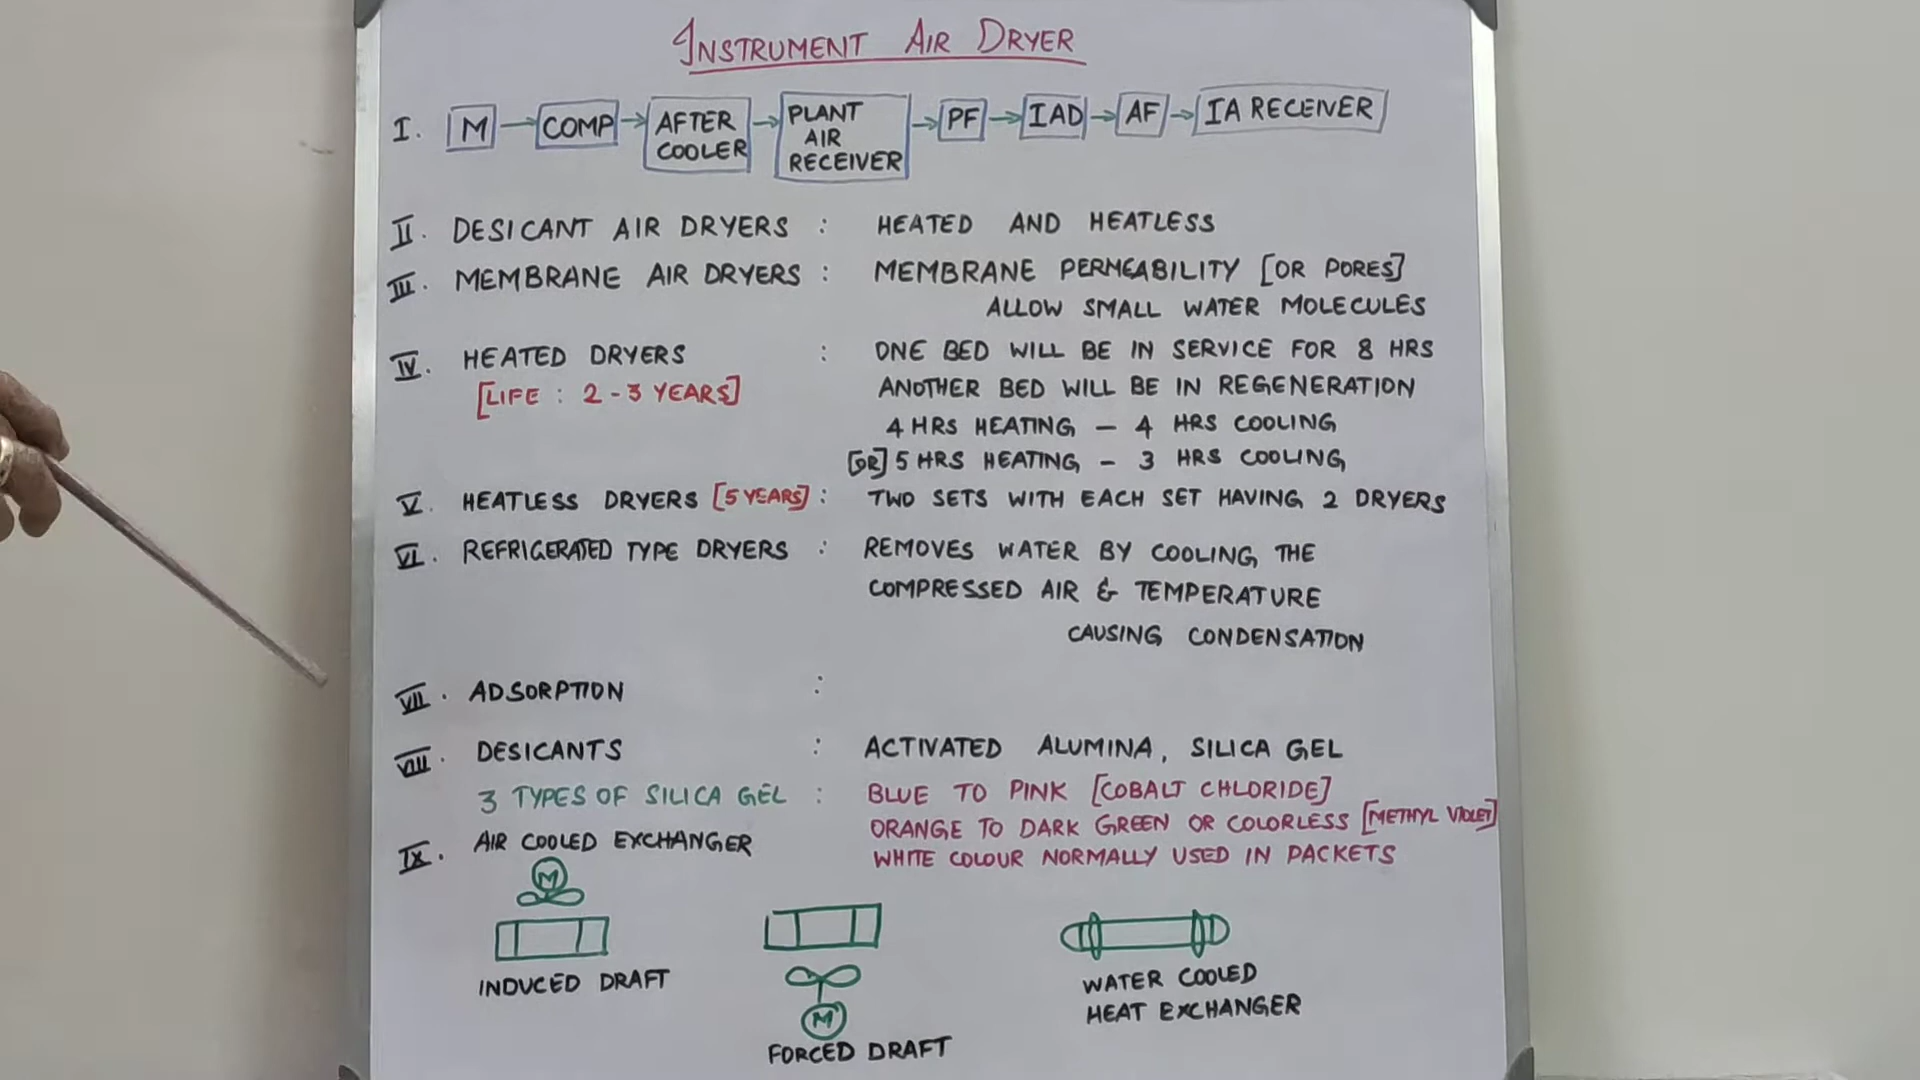 INSTRUMENT AIR DRYER
I. M → COMP → AFTER COOLER → PLANT AIR RECEIVER → PF → IAD → AF → IA RECEIVER
II. DESICANT AIR DRYERS : HEATED AND HEATLESS
III. MEMBRANE AIR DRYERS : MEMBRANE PERMEABILITY [OR PORES]
ALLOW SMALL WATER MOLECULES
IV. HEATED DRYERS : ONE BED WILL BE IN SERVICE FOR 8 HRS
[LIFE : 2 - 3 YEARS] ANOTHER BED WILL BE IN REGENERATION
4 HRS HEATING - 4 HRS COOLING
[OR] 5 HRS HEATING - 3 HRS COOLING
V. HEATLESS DRYERS [5 YEARS] : TWO SETS WITH EACH SET HAVING 2 DRYERS
VI. REFRIGERATED TYPE DRYERS : REMOVES WATER BY COOLING THE
COMPRESSED AIR & TEMPERATURE
CAUSING CONDENSATION
VII. ADSORPTION :
VIII. DESICANTS : ACTIVATED ALUMINA, SILICA GEL
3 TYPES OF SILICA GEL : BLUE TO PINK [COBALT CHLORIDE]
ORANGE TO DARK GREEN OR COLORLESS [METHYL VIOLET]
WHITE COLOUR NORMALLY USED IN PACKETS
IX. AIR COOLED EXCHANGER
M
INDUCED DRAFT
M
FORCED DRAFT
WATER COOLED
HEAT EXCHANGER